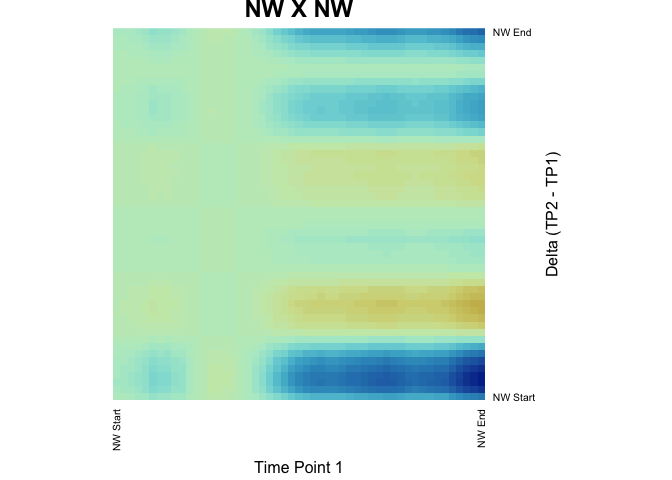 NW X NW
NW End
Delta (TP2 - TP1)
NW Start
NW Start
NW End
Time Point 1